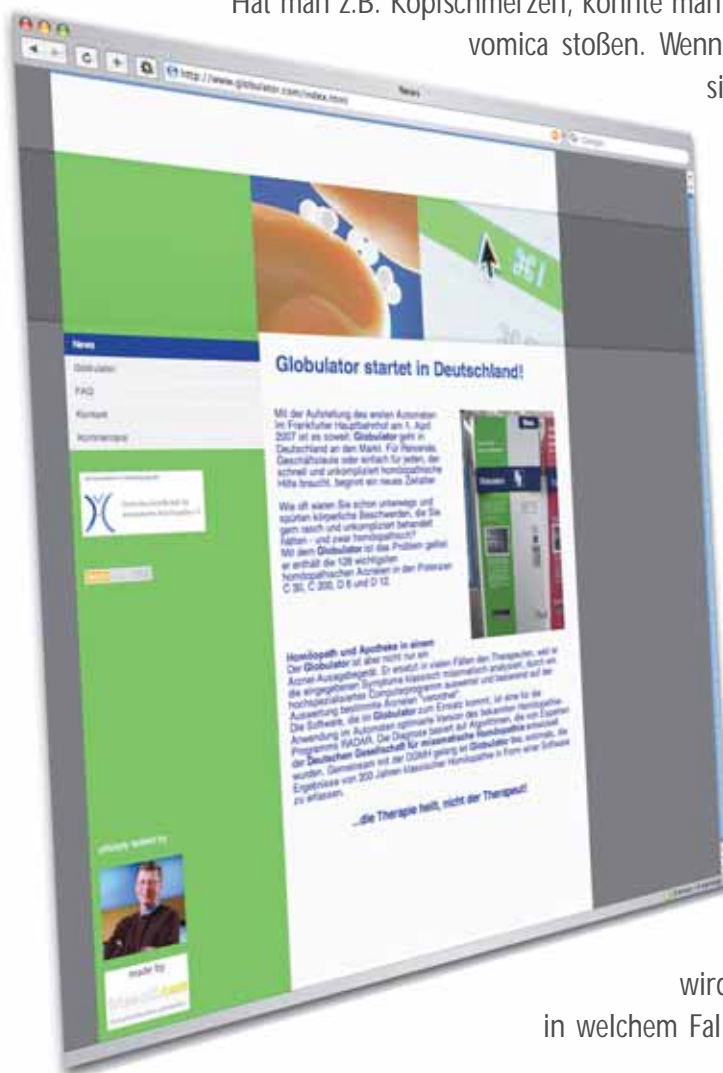 Hat man z.B. Kopfschmerzen, könnte man
vomica stoßen. Wenn
si
News
http://www.globulator.com/index.html
Google
News
Globulator
FAQ
Kontakt
Globulator startet in Deutschland!
Mit der Aufstellung des ersten Automaten
im Frankfurter Hauptbahnhof am 1. April
2007 ist es soweit: Globulator geht in
Deutschland an den Markt. Für Reisende,
Geschäftsleute oder einfach für jeden, der
schnell und unkompliziert homöopathische
Hilfe braucht, beginnt ein neues Zeitalter.
Wie oft waren Sie schon unterwegs und
spürten körperliche Beschwerden, die Sie
gern rasch und unkompliziert behandelt
hätten - und zwar homöopathisch?
Mit dem Globulator ist das Problem gelöst:
er enthält die 128 wichtigsten
homöopathischen Arzneien in den Potenzen
C 30, C 200, D 6 und D 12.
Homöopath und Apotheke in einem
Der Globulator ist aber nicht nur ein
Arznei-Ausgabegerät. Er ersetzt in vielen Fällen den Therapeuten, weil er
die eingegebenen Symptome klassisch miasmatisch analysiert, durch ein
hochspezialisiertes Computerprogramm auswertet und basierend auf der
Auswertung bestimmte Arzneien "verordnet".
Die Software, die im Globulator zum Einsatz kommt, ist eine für die
Anwendung im Automaten optimierte Version des bekannten Homöopathie-
Programms RADAR. Die Diagnose basiert auf Algorithmen, die von Experten
der Deutschen Gesellschaft für miasmatische Homöopathie entwickelt
wurden. Gemeinsam mit der DGMH gelang es Globulator die
Ergebnisse von 200 Jahren klassischer Homöopathie in Form einer Software
zu erfassen.
...die Therapie heilt, nicht der Therapeut!
made by
wird
in welchem Fal